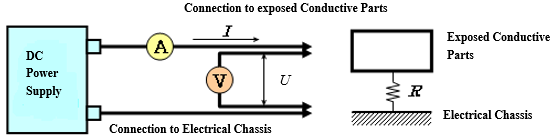 Connection to exposed Conductive Parts
I
A
DC
Power
Supply
V
U
Connection to Electrical Chassis
Exposed Conductive
Parts
R
Electrical Chassis